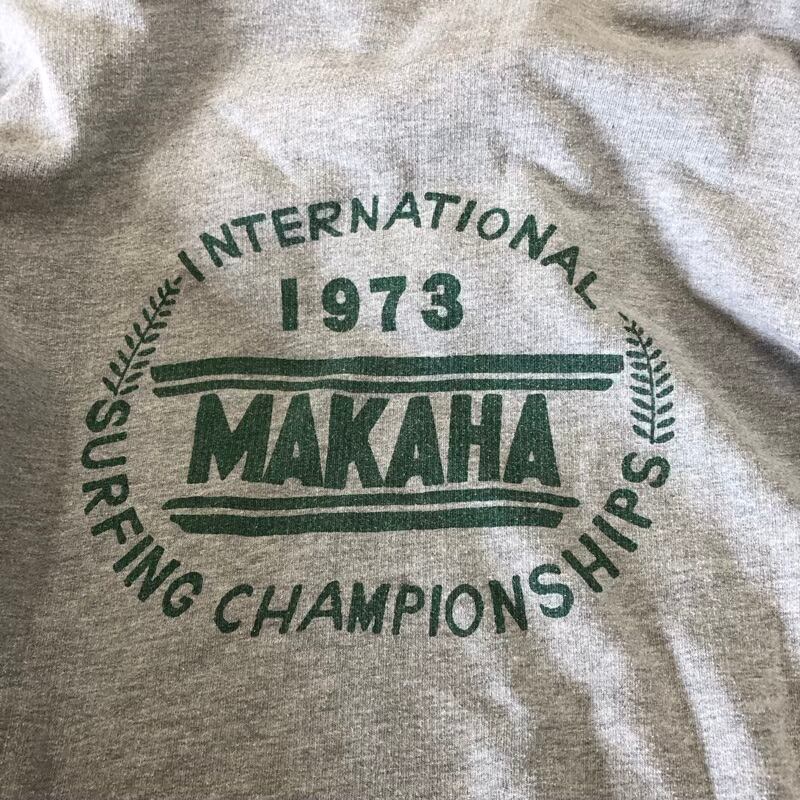 INTERNATIONAL
1973
MAKAHA
SURFING CHAMPIONSHIPS